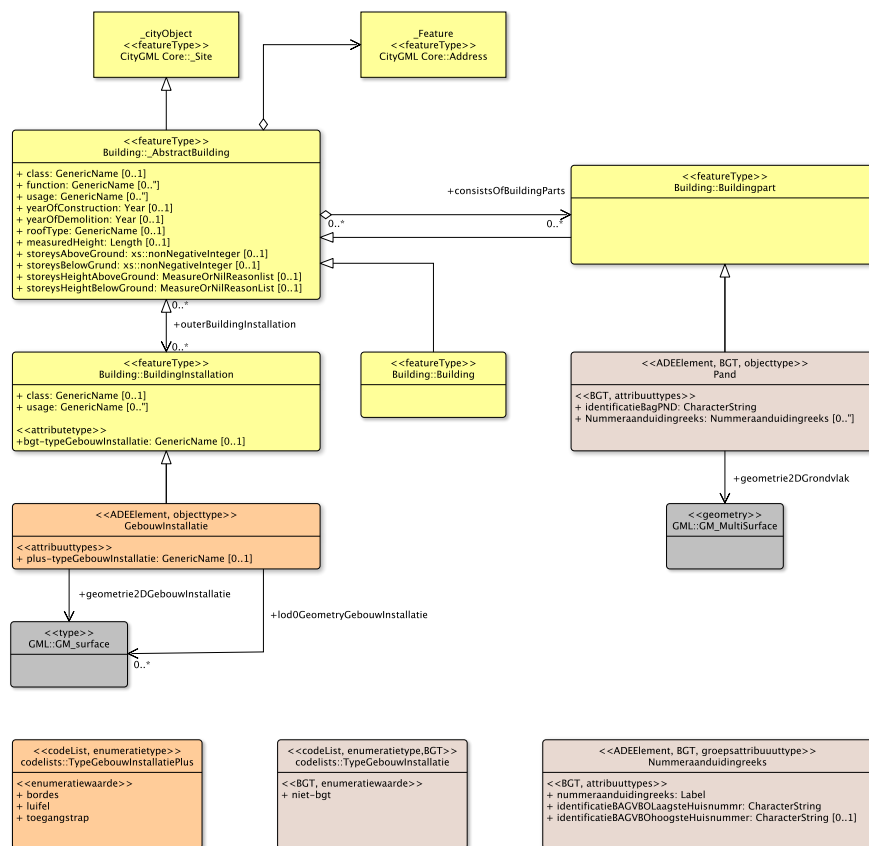 _cityObject
<<featureType>>
CityGML Core::_Site
_Feature
<<featureType>>
CityGML Core::Address
<<featureType>>
Building::_AbstractBuilding
+ class: GenericName [0..1]
+ function: GenericName [0.."]
+ usage: GenericName [0.."]
+ yearOfConstruction: Year [0..1]
+ yearOfDemolition: Year [0..1]
+ roofType: GenericName [0..1]
+ measuredHeight: Length [0..1]
+ storeysAboveGround: xs::nonNegativeInteger [0..1]
+ storeysBelowGrund: xs::nonNegativeInteger [0..1]
+ storeysHeightAboveGround: MeasureOrNilReasonlist [0..1]
+ storeysHeightBelowGround: MeasureOrNilReasonList [0..1]
+consistsOfBuildingParts
0..*
0..*
<<featureType>>
Building::Buildingpart
0..*
+outerBuildingInstallation
0..*
<<featureType>>
Building::BuildingInstallation
+ class: GenericName [0..1]
+ usage: GenericName [0.."]
<<attributetype>>
+bgt-typeGebouwInstallatie: GenericName [0..1]
<<featureType>>
Building::Building
<<ADEElement, BGT, objecttype>>
Pand
<<BGT, attribuuttypes>>
+ identificatieBagPND: CharacterString
+ Nummeraanduidingreeks: Nummeraanduidingreeks [0.."]
+geometrie2DGrondvlak
<<geometry>>
GML::GM_MultiSurface
<<ADEElement, objecttype>>
GebouwInstallatie
<<attribuuttypes>>
+ plus-typeGebouwInstallatie: GenericName [0..1]
+geometrie2DGebouwInstallatie
+lod0GeometryGebouwInstallatie
<<type>>
GML::GM_surface
0..*
<<codeList, enumeratietype>>
codelists::TypeGebouwInstallatiePlus
<<enumeratiewaarde>>
+ bordes
+ luifel
+ toegangstrap
<<codeList, enumeratietype,BGT>>
codelists::TypeGebouwInstallatie
<<BGT, enumeratiewaarde>>
+ niet-bgt
<<ADEElement, BGT, groepsattribuuttype>>
Nummeraanduidingreeks
<<BGT, attribuuttypes>>
+ nummeraanduidingreeks: Label
+ identificatieBAGVBOLaagsteHuisnummr: CharacterString
+ identificatieBAGVBOhoogsteHuisnummer: CharacterString [0..1]